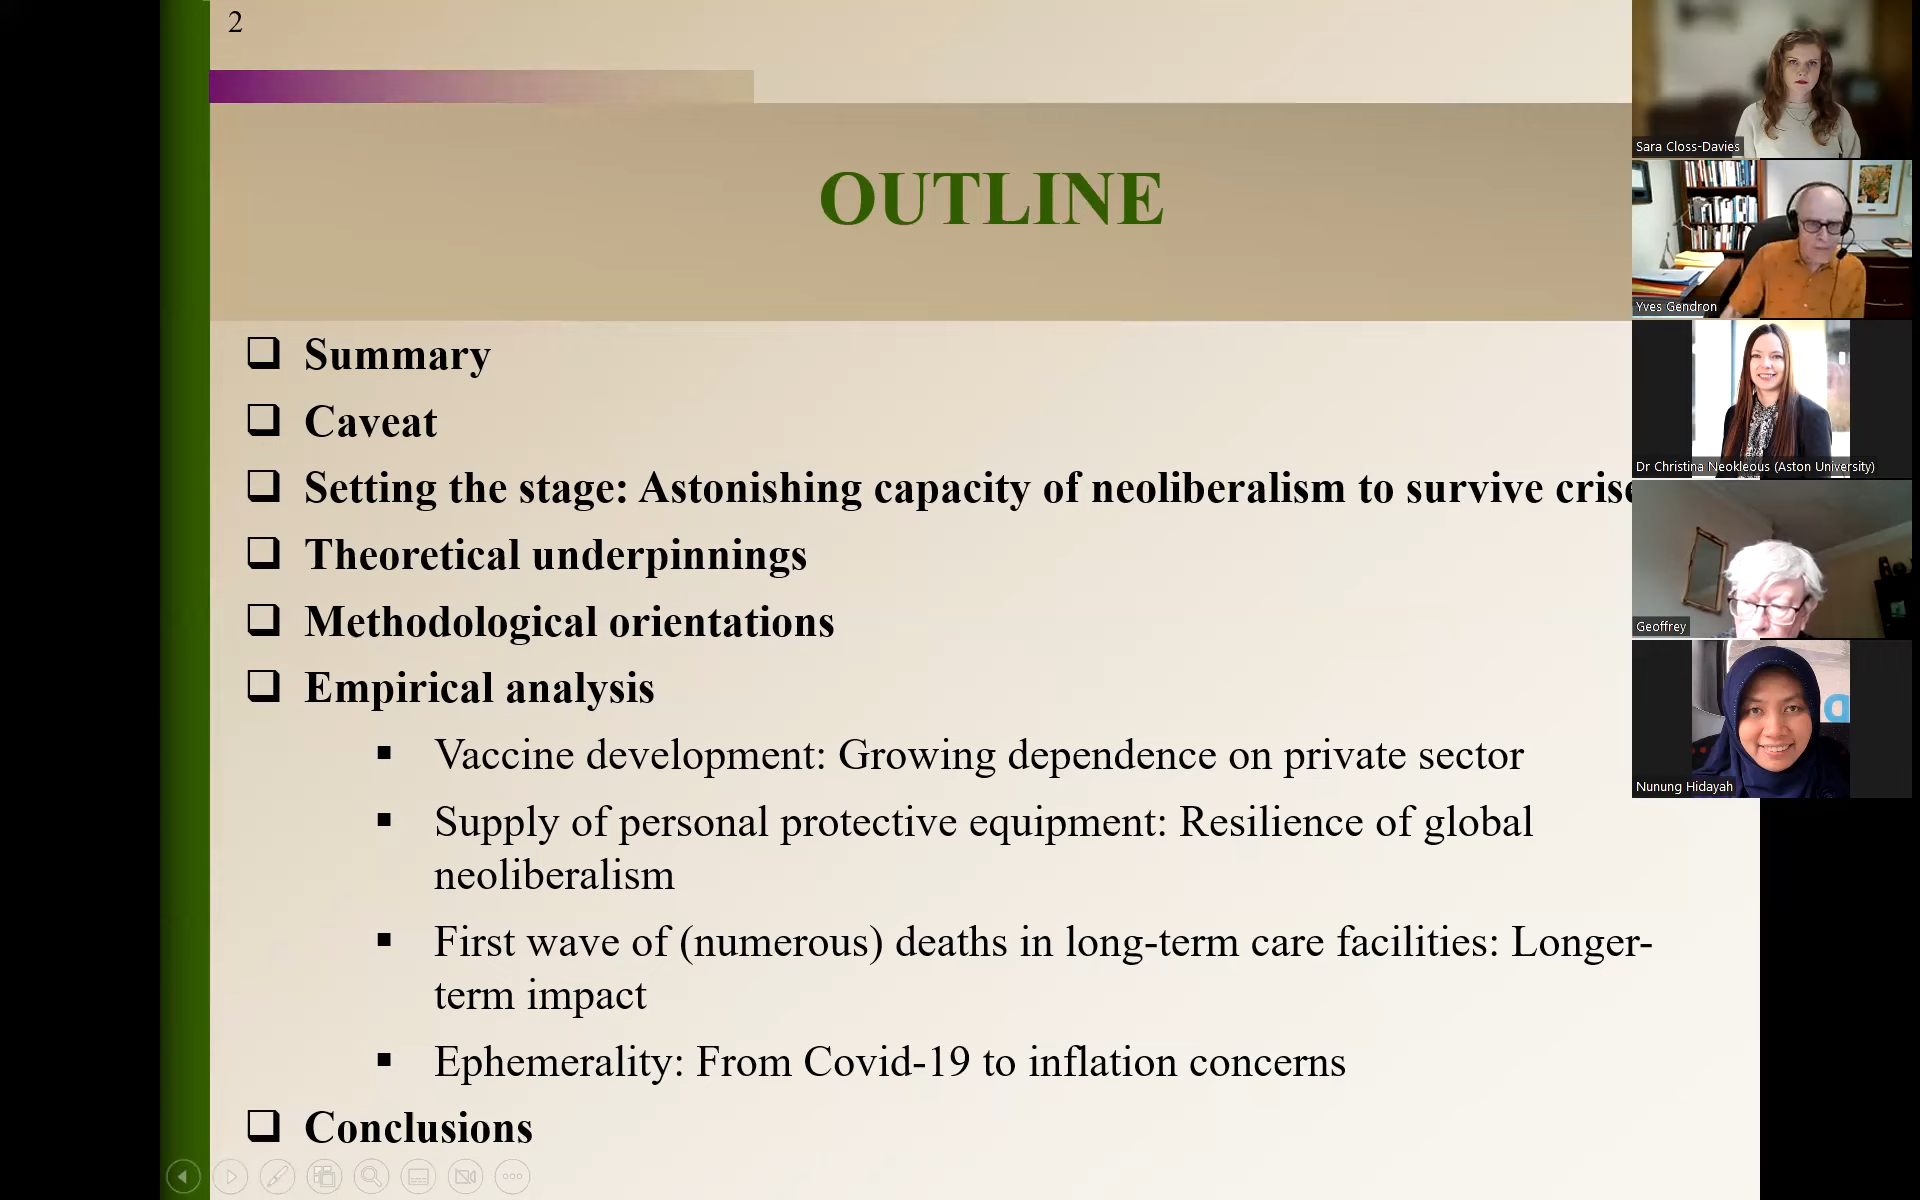 2
OUTLINE
Summary
Caveat
Setting the stage: Astonishing capacity of neoliberalism to survive
Theoretical underpinnings
Methodological orientations
Empirical analysis
Vaccine development: Growing dependence on private sector
Supply of personal protective equipment: Resilience of global
neoliberalism
First wave of (numerous) deaths in long-term care facilities: Longer-
term impact
Ephemerality: From Covid-19 to inflation concerns
Conclusions
Sara Closs-Davies
Yves Gendron
Dr Christina Neokleous (Aston University)
Geoffrey
Nunung Hidayah